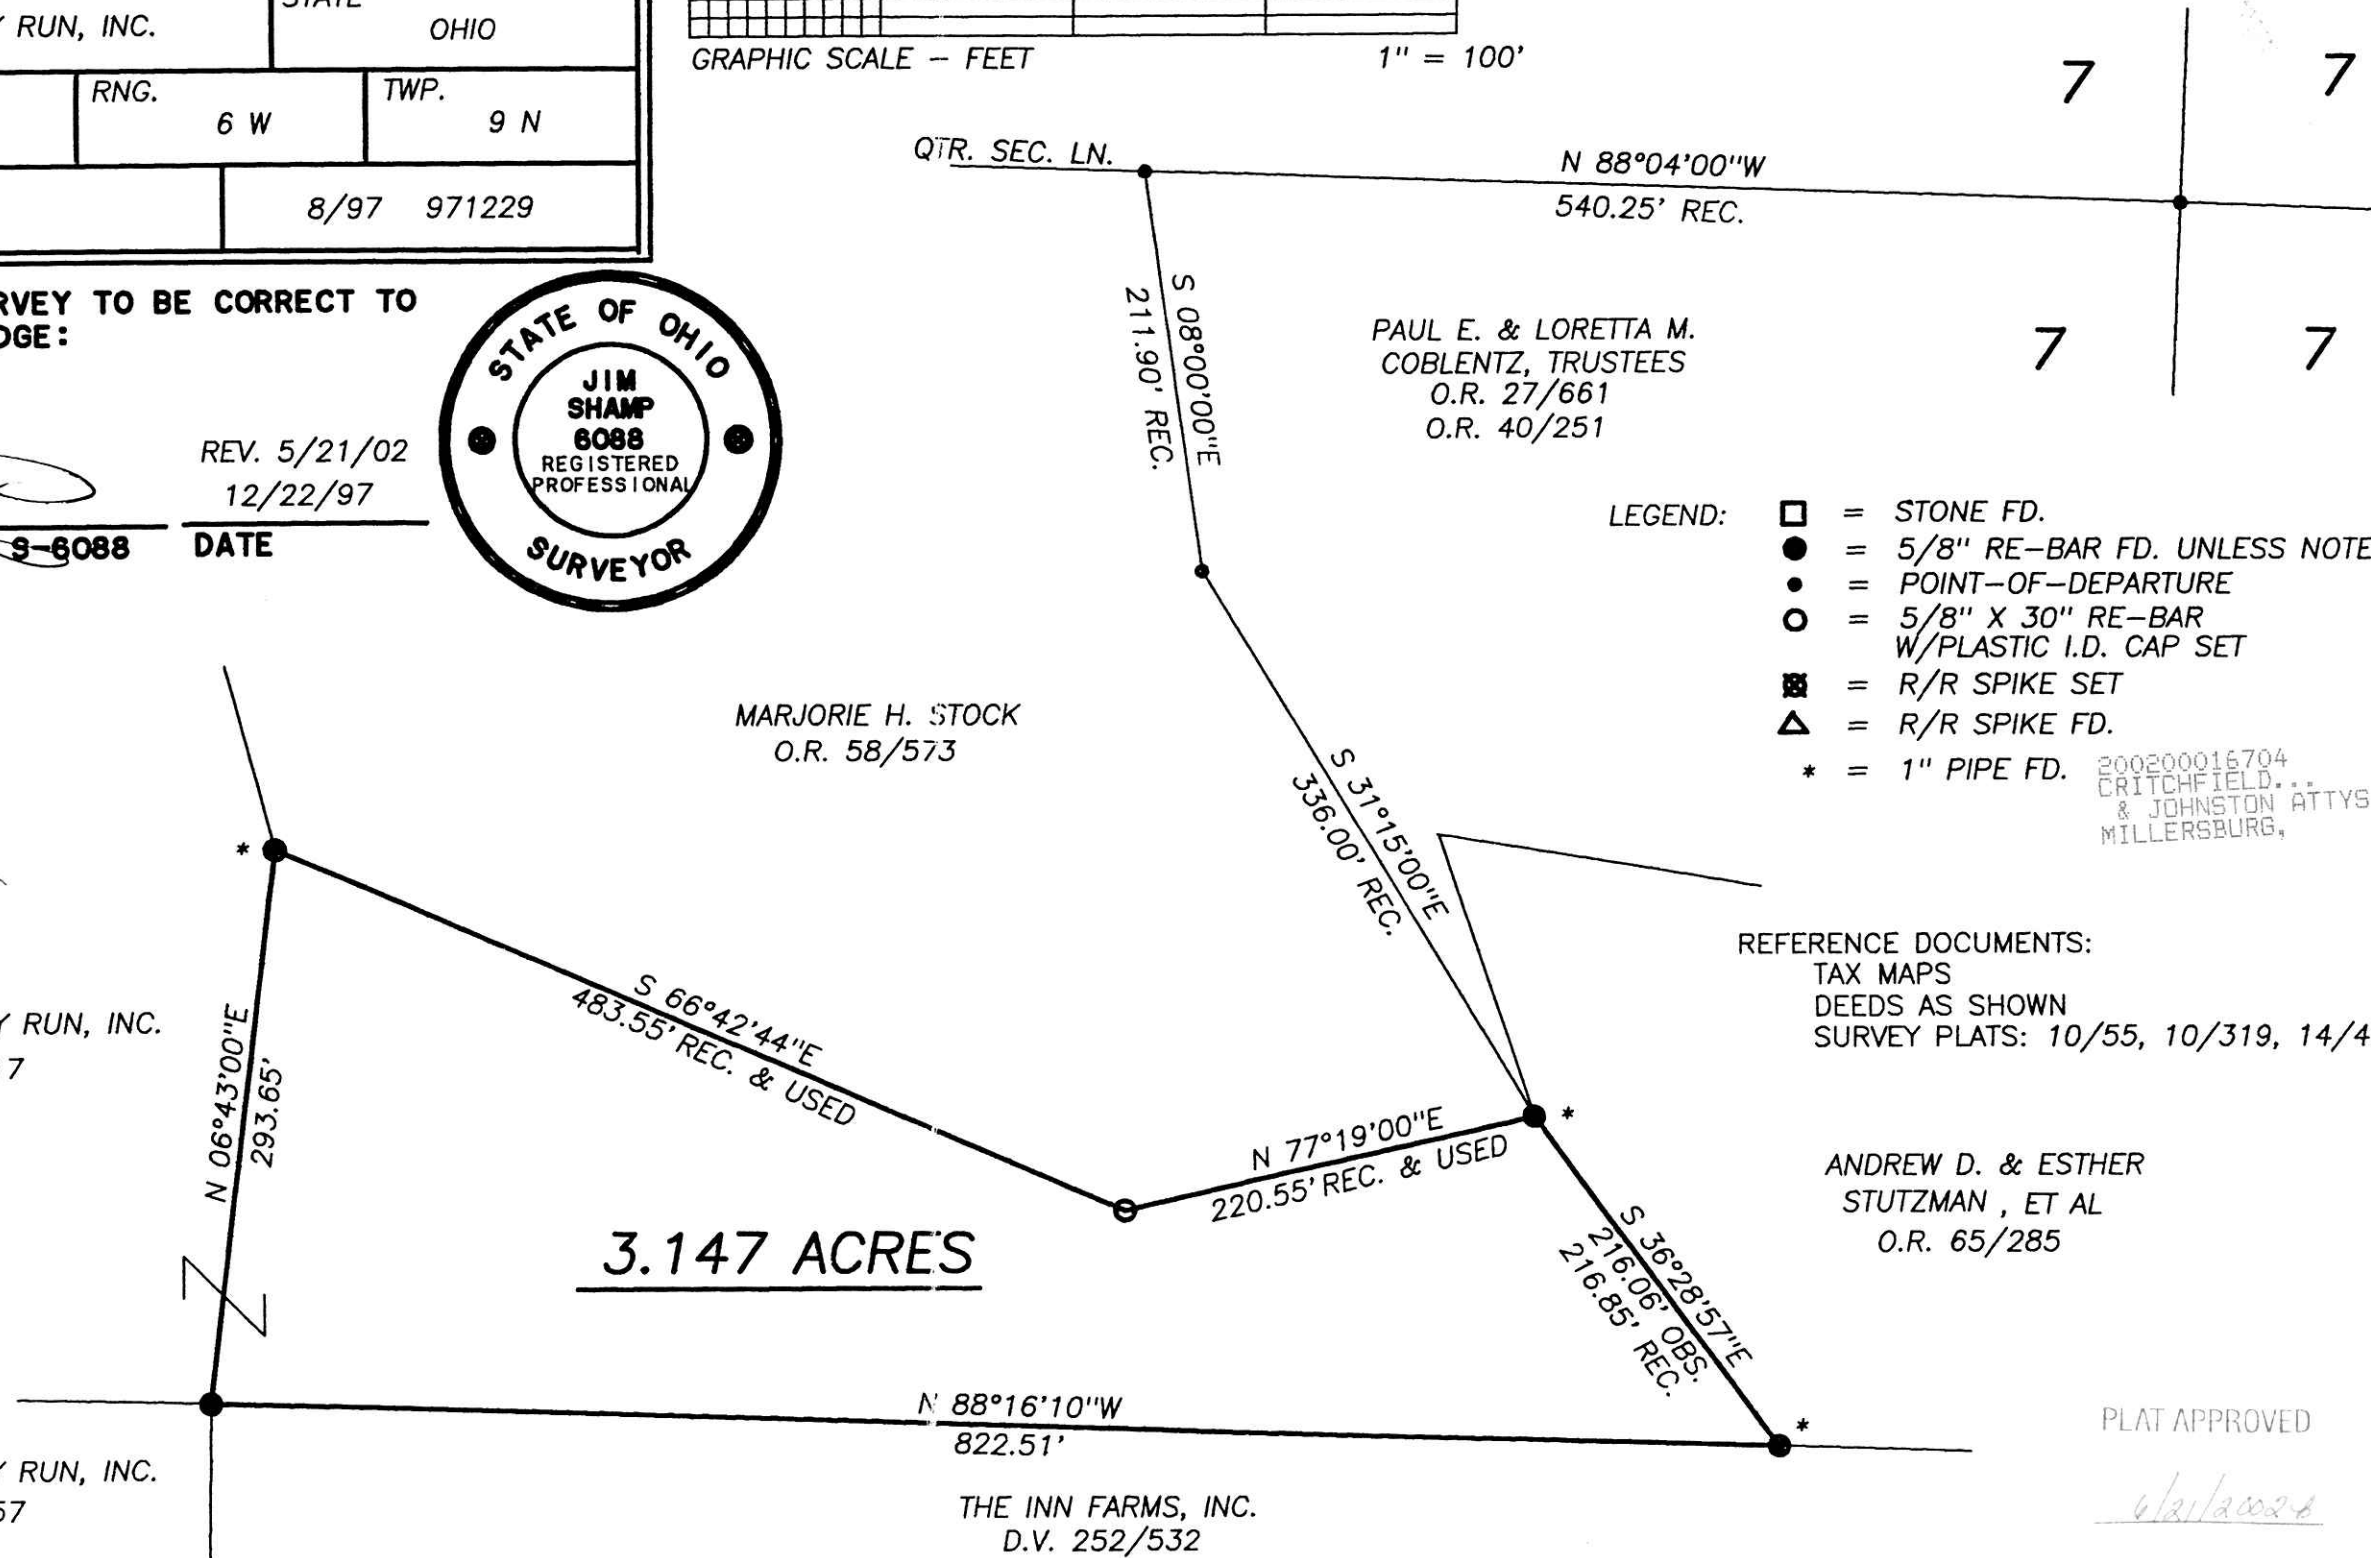 RUN, INC.
STATE
OHIO
RNG.
6 W
TWP.
9 N
8/97 971229
GRAPHIC SCALE – FEET
1" = 100'
7
7
QTR. SEC. LN.
N 88°04'00"W
540.25' REC.
TO BE CORRECT TO
STATE OF OHIO
JIM
SHAMP
6088
REGISTERED
PROFESSIONAL
SURVEYOR
REV. 5/21/02
12/22/97
S-6088
DATE
S 08°00'00"E
211.90' REC.
PAUL E. & LORETTA M.
COBLENTZ, TRUSTEES
O.R. 27/661
O.R. 40/251
7
7
LEGEND:
= STONE FD.
= 5/8" RE-BAR FD. UNLESS NOTE
= POINT-OF-DEPARTURE
= 5/8" X 30" RE-BAR
W/PLASTIC I.D. CAP SET
= R/R SPIKE SET
= R/R SPIKE FD.
* = 1" PIPE FD.
200200016704
CRITCHFIELD...
& JOHNSTON ATTYS
MILLERSBURG,
MARJORIE H. STOCK
O.R. 58/573
S 31°15'00"E
336.00' REC.
*
REFERENCE DOCUMENTS:
TAX MAPS
DEEDS AS SHOWN
SURVEY PLATS: 10/55, 10/319, 14/4
RUN, INC.
7
N 06°43'00"E
293.65'
S 66°42'44"E
483.55' REC. & USED
N 77°19'00"E
220.55' REC. & USED
*
ANDREW D. & ESTHER
STUTZMAN , ET AL
O.R. 65/285
3.147 ACRES
S 36°28'57"E
216.06' OBS.
216.85' REC.
N 88°16'10"W
822.51'
*
PLAT APPROVED
6/21/2002
RUN, INC.
57
THE INN FARMS, INC.
D.V. 252/532